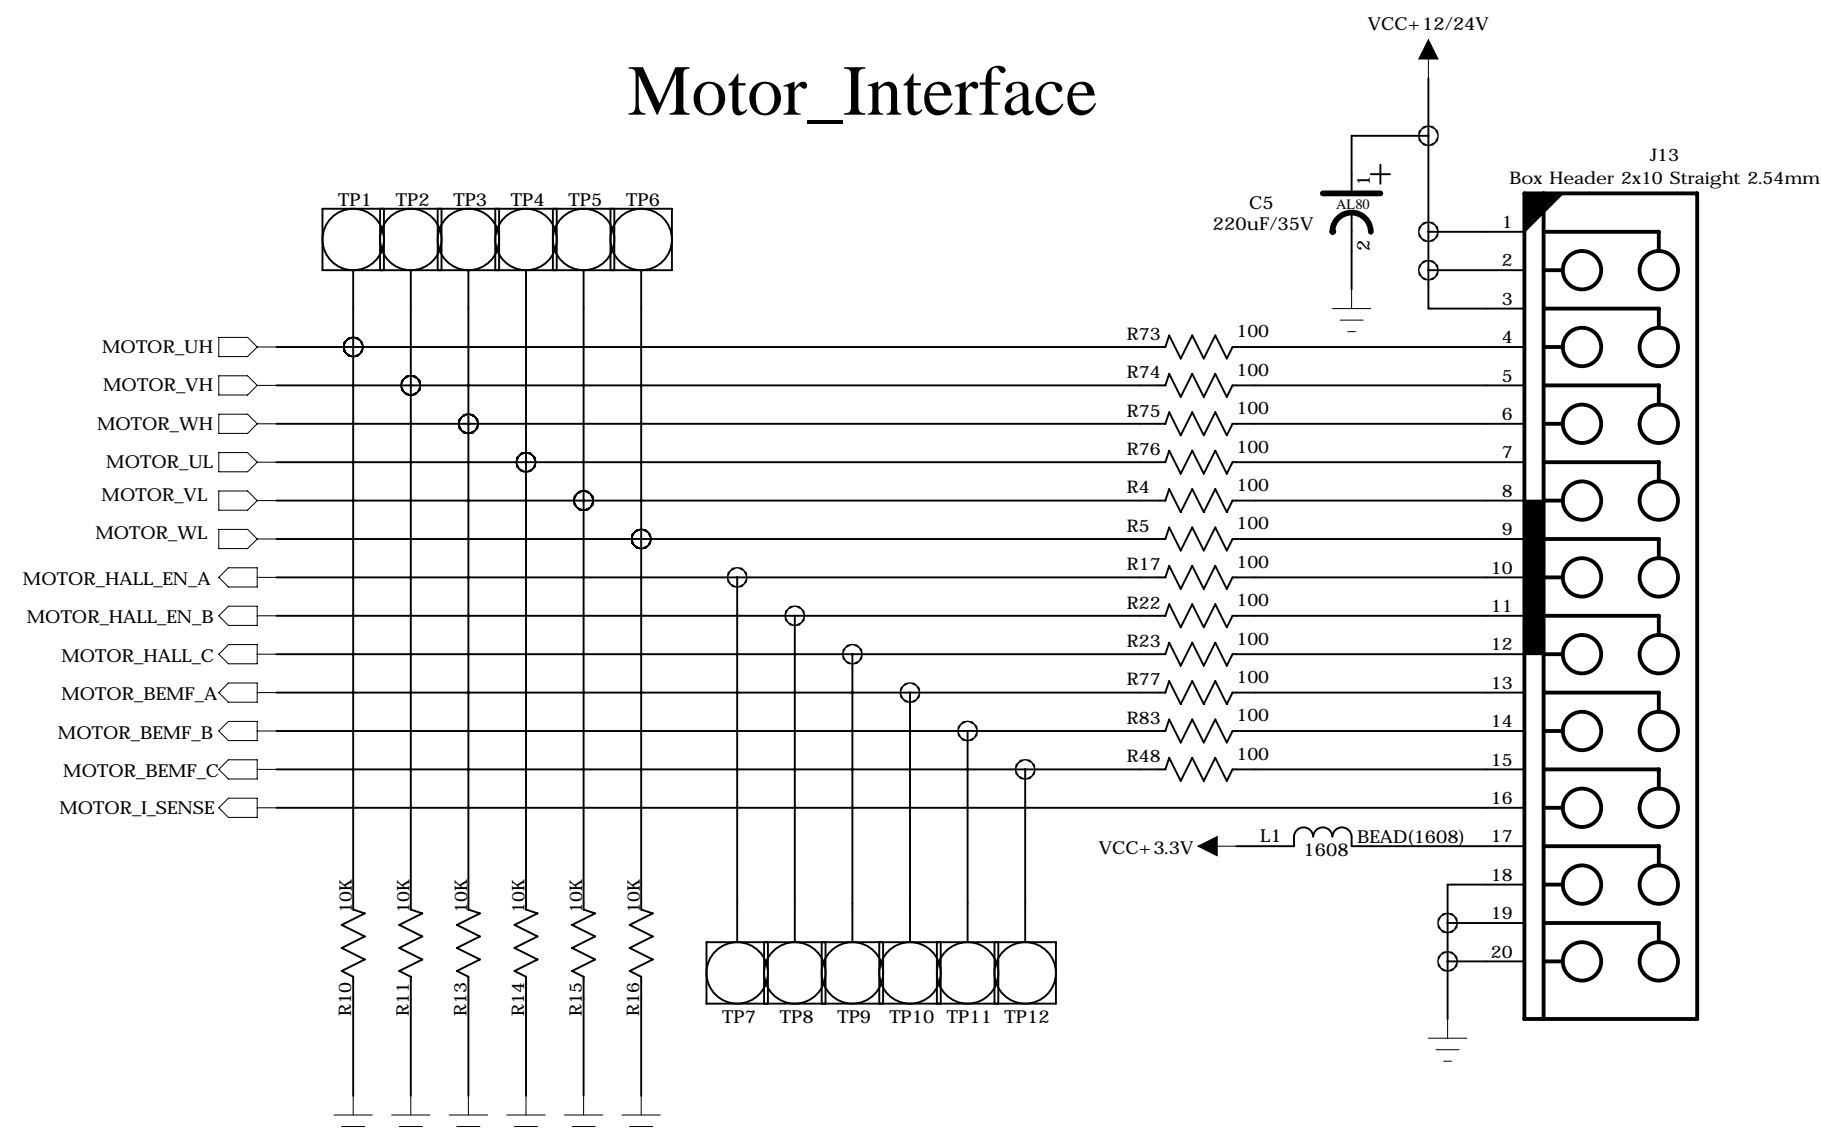 VCC+12/24V
Motor_Interface
J13
Box Header 2x10 Straight 2.54mm
C5
220uF/35V
1
+
AL80
2
TP1 TP2 TP3 TP4 TP5 TP6
1
2
3
MOTOR_UH R73 100 4
MOTOR_VH R74 100 5
MOTOR_WH R75 100 6
MOTOR_UL R76 100 7
MOTOR_VL R4 100 8
MOTOR_WL R5 100 9
MOTOR_HALL_EN_A R17 100 10
MOTOR_HALL_EN_B R22 100 11
MOTOR_HALL_C R23 100 12
MOTOR_BEMF_A R77 100 13
MOTOR_BEMF_B R83 100 14
MOTOR_BEMF_C R48 100 15
MOTOR_I_SENSE 16
VCC+3.3V L1 1608 BEAD(1608) 17
18
19
20
10K 10K 10K 10K 10K 10K
R10 R11 R13 R14 R15 R16
TP7 TP8 TP9 TP10 TP11 TP12